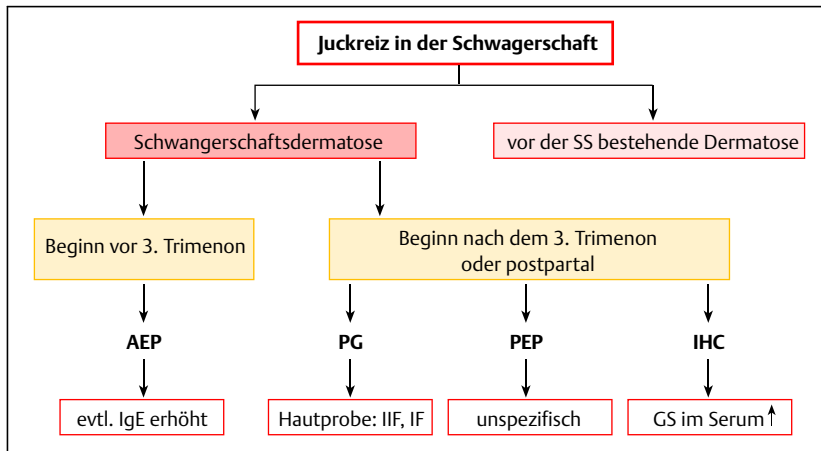 Juckreiz in der Schwagerschaft
Schwangerschaftsdermatose
vor der SS bestehende Dermatose
Beginn vor 3. Trimenon
Beginn nach dem 3. Trimenon
oder postpartal
AEP
PG
PEP
IHC
evtl. IgE erhöht
Hautprobe: IIF, IF
unspezifisch
GS im Serum↑